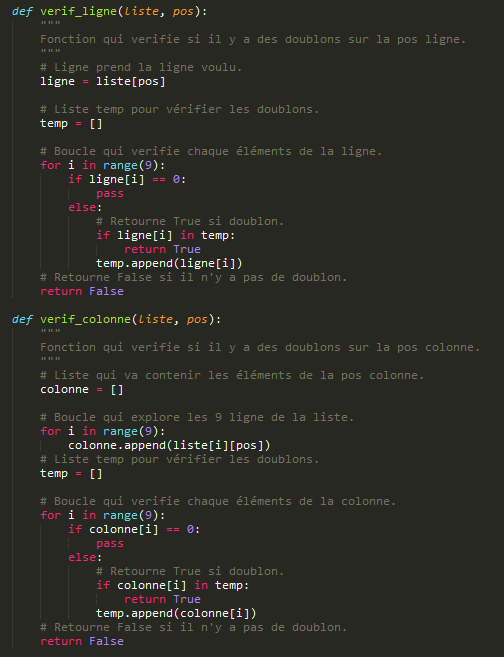 def verif_ligne(liste, pos):
    """
    Fonction qui verifie si il y a des doublons sur la pos ligne.
    """
    # Ligne prend la ligne voulu.
    ligne = liste[pos]

    # Liste temp pour vérifier les doublons.
    temp = []

    # Boucle qui verifie chaque éléments de la ligne.
    for i in range(9):
        if ligne[i] == 0:
            pass
        else:
            # Retourne True si doublon.
            if ligne[i] in temp:
                return True
            temp.append(ligne[i])
    # Retourne False si il n'y a pas de doublon.
    return False

def verif_colonne(liste, pos):
    """
    Fonction qui verifie si il y a des doublons sur la pos colonne.
    """
    # Liste qui va contenir les éléments de la pos colonne.
    colonne = []

    # Boucle qui explore les 9 ligne de la liste.
    for i in range(9):
        colonne.append(liste[i][pos])
    # Liste temp pour vérifier les doublons.
    temp = []

    # Boucle qui verifie chaque éléments de la colonne.
    for i in range(9):
        if colonne[i] == 0:
            pass
        else:
            # Retourne True si doublon.
            if colonne[i] in temp:
                return True
            temp.append(colonne[i])
    # Retourne False si il n'y a pas de doublon.
    return False